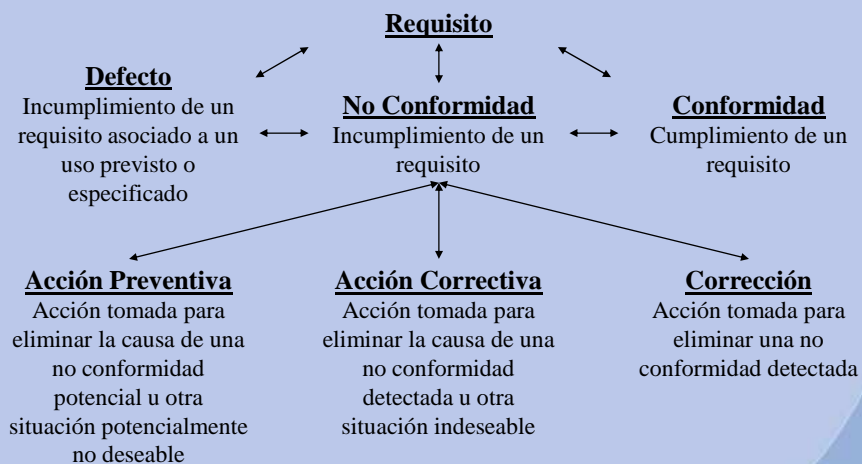 Requisito
Defecto
Incumplimiento de un
requisito asociado a un
uso previsto o
especificado
No Conformidad
Incumplimiento de un
requisito
Conformidad
Cumplimiento de un
requisito
Acción Preventiva
Acción tomada para
eliminar la causa de una
no conformidad
potencial u otra
situación potencialmente
no deseable
Acción Correctiva
Acción tomada para
eliminar la causa de una
no conformidad
detectada u otra
situación indeseable
Corrección
Acción tomada para
eliminar una no
conformidad detectada